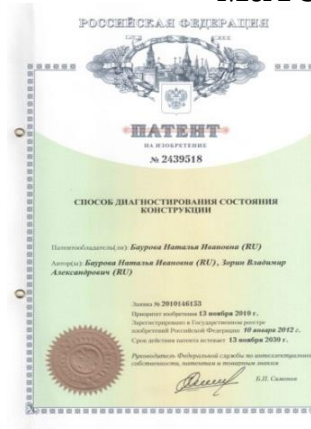 РОССИЙСКАЯ ФЕДЕРАЦИЯ
ПАТЕНТ
НА ИЗОБРЕТЕНИЕ
№ 2439518
СПОСОБ ДИАГНОСТИРОВАНИЯ СОСТОЯНИЯ
КОНСТРУКЦИИ
Патентообладатель(ли): Баурова Наталья Ивановна (RU)
Автор(ы): Баурова Наталья Ивановна (RU), Зорин Владимир
Александрович (RU)
Заявка № 2010146153
Приоритет изобретения 13 ноября 2010 г.
Зарегистрировано в Государственном реестре
изобретений Российской Федерации 10 января 2012 г.
Срок действия патента истекает 13 ноября 2030 г.
Руководитель Федеральной службы по интеллектуальной
собственности, патентам и товарным знакам
Б.П. Симонов